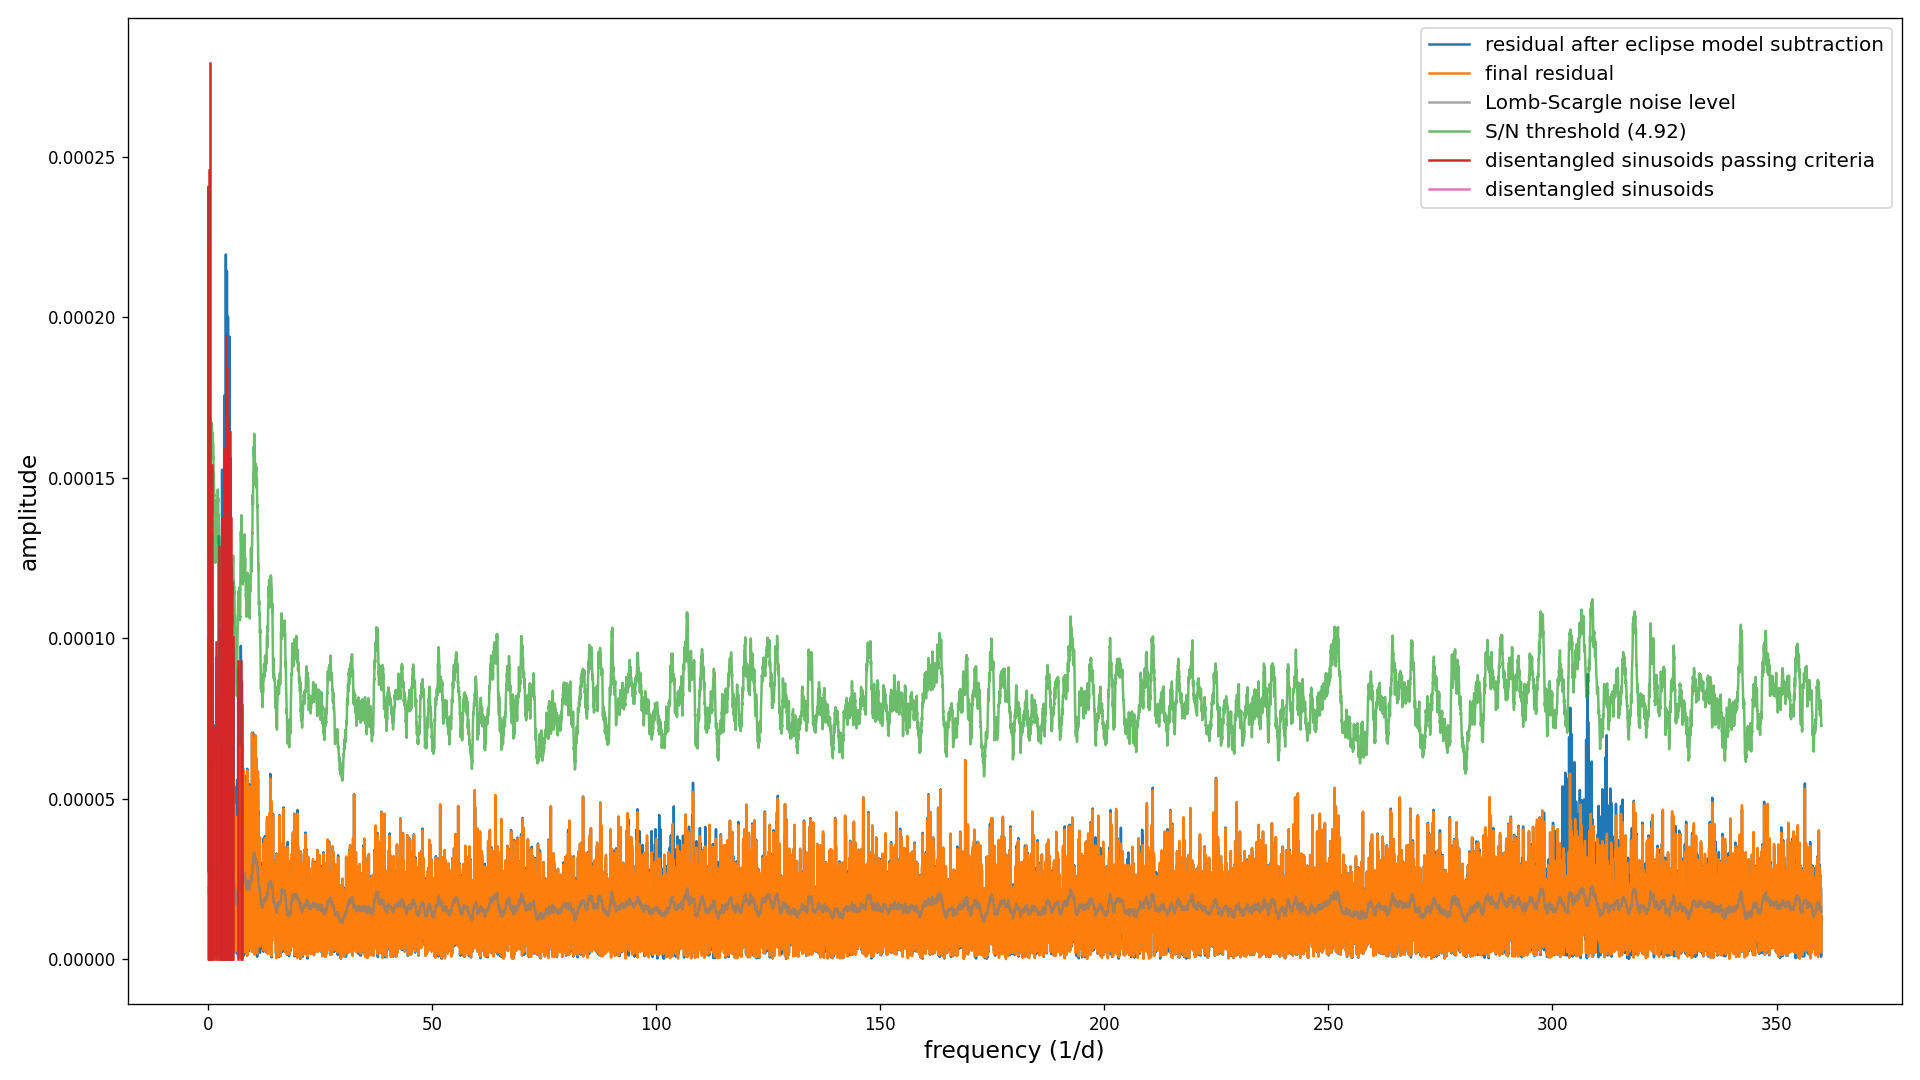 residual after eclipse model subtraction
final residual
Lomb-Scargle noise level
S/N threshold (4.92)
disentangled sinusoids passing criteria
disentangled sinusoids
amplitude
0.00025
0.00020
0.00015
0.00010
0.00005
0.00000
0 50 100 150 200 250 300 350
frequency (1/d)